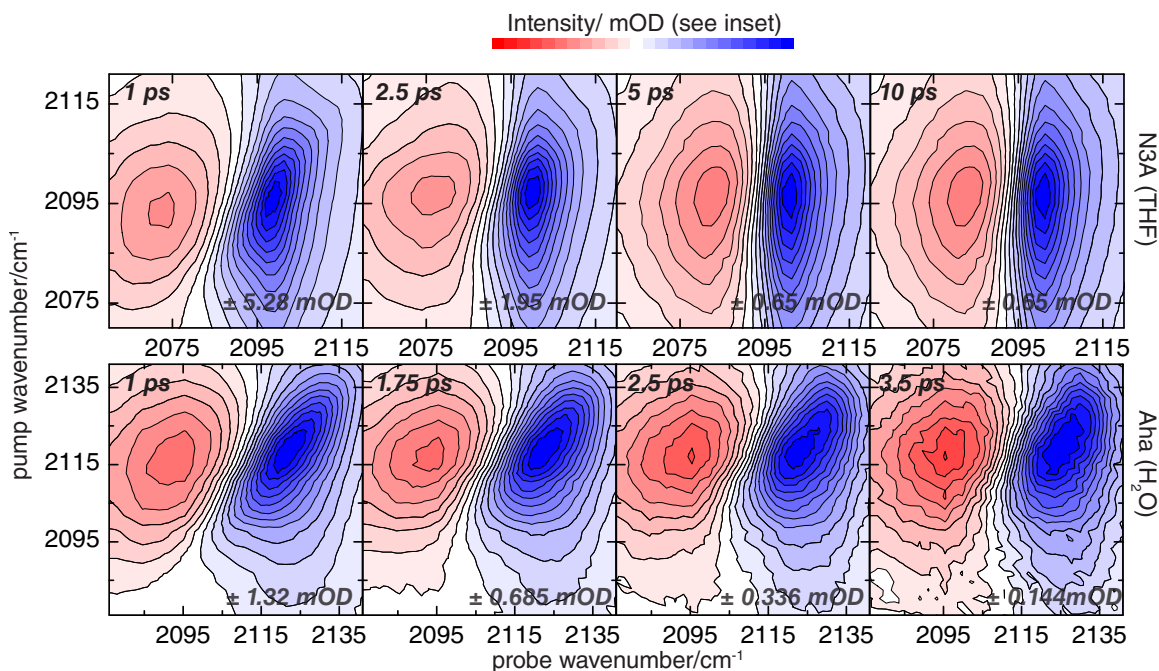 Intensity/ mOD (see inset)
1 ps 2.5 ps 5 ps 10 ps
2115
2095
2075
± 5.28 mOD ± 1.95 mOD ± 0.65 mOD ± 0.65 mOD
N3A (THF)
2075 2095 2115 2075 2095 2115 2075 2095 2115 2075 2095 2115
pump wavenumber/cm⁻¹
1 ps 1.75 ps 2.5 ps 3.5 ps
2135
2115
2095
± 1.32 mOD ± 0.685 mOD ± 0.336 mOD ± 0.144mOD
Aha (H₂O)
2095 2115 2135 2095 2115 2135 2095 2115 2135 2095 2115 2135
probe wavenumber/cm⁻¹